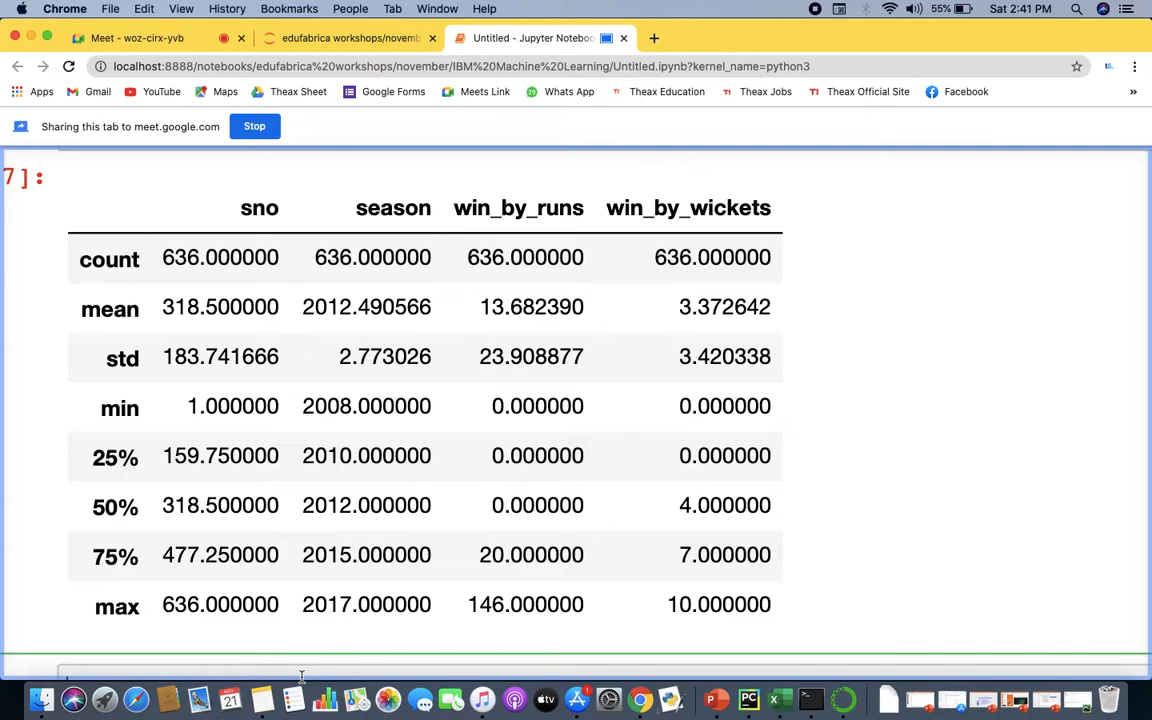 Chrome File Edit View History Bookmarks People Tab Window Help 55% Sat 2:41 PM
Meet - woz-cirx-yvb edufabrica workshops/novemb Untitled - Jupyter Noteboo
localhost:8888/notebooks/edufabrica%20workshops/november/IBM%20Machine%20Learning/Untitled.ipynb?kernel_name=python3
Apps Gmail YouTube Maps Theax Sheet Google Forms Meets Link Whats App Theax Education Theax Jobs Theax Official Site Facebook »
Sharing this tab to meet.google.com Stop
7]:
sno season win_by_runs win_by_wickets
count 636.000000 636.000000 636.000000 636.000000
mean 318.500000 2012.490566 13.682390 3.372642
std 183.741666 2.773026 23.908877 3.420338
min 1.000000 2008.000000 0.000000 0.000000
25% 159.750000 2010.000000 0.000000 0.000000
50% 318.500000 2012.000000 0.000000 4.000000
75% 477.250000 2015.000000 20.000000 7.000000
max 636.000000 2017.000000 146.000000 10.000000
NOV 21 tv 1 PC